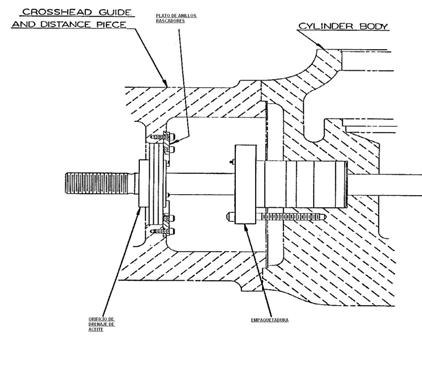 CROSSHEAD GUIDE
AND DISTANCE PIECE
PLATO DE ANILLOS
RASCADORES
CYLINDER BODY
ORIFICIO DE
DRENAJE DE
ACEITE
EMPAQUETADURA